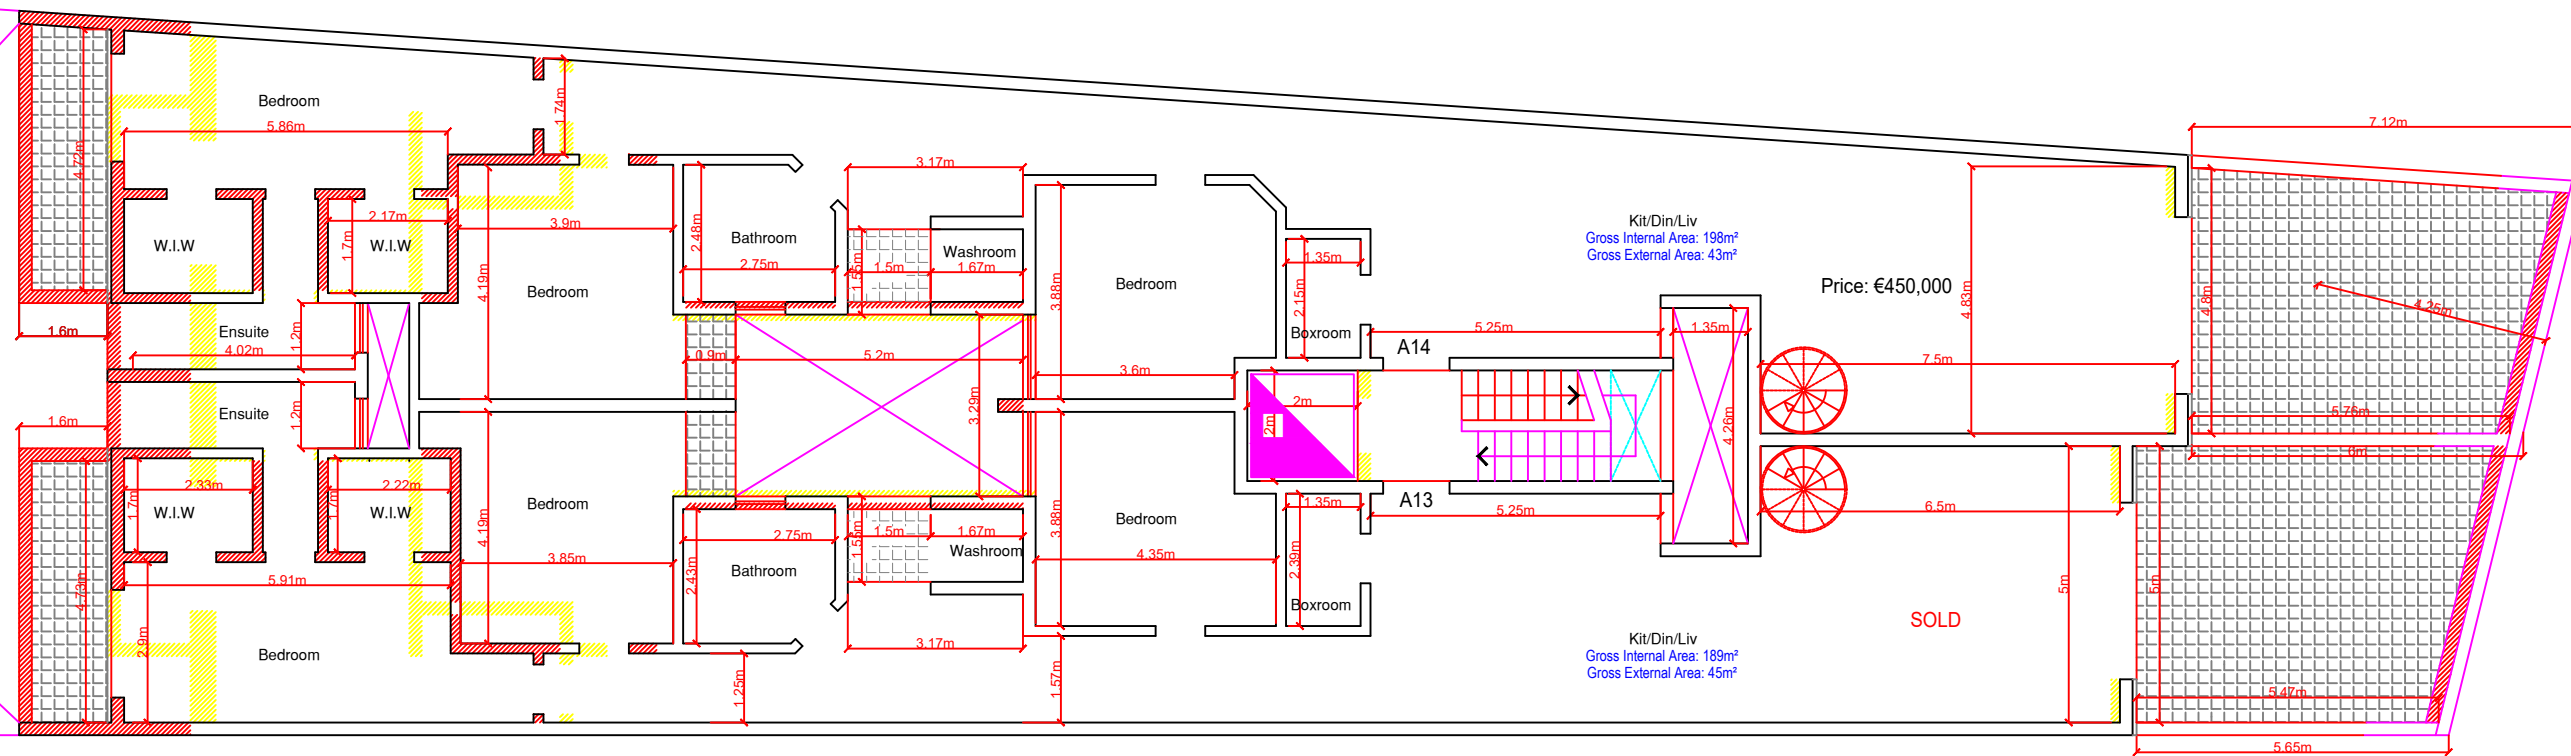 7.12m
Bedroom
5.86m
1.74m
4.72m
3.17m
2.17m
3.9m
2.48m
Bathroom
Washroom
Kit/Din/Liv
Gross Internal Area: 198m²
Gross External Area: 43m²
W.I.W
1.7m
W.I.W
2.75m
1.55m
1.5m
1.67m
1.35m
4.19m
Bedroom
3.88m
Bedroom
2.15m
Price: €450,000
4.83m
4.8m
4.25m
1.6m
Ensuite
1.2m
4.02m
0.9m
5.2m
Boxroom
5.25m
1.35m
A14
7.5m
3.6m
3.29m
2m
2m
4.26m
5.76m
6m
1.6m
Ensuite
1.2m
2.33m
1.7m
2.22m
1.7m
W.I.W
W.I.W
4.19m
Bedroom
3.85m
2.43m
2.75m
Bathroom
1.55m
1.5m
1.67m
Washroom
3.88m
Bedroom
4.35m
1.35m
2.39m
Boxroom
A13
5.25m
6.5m
4.73m
5.91m
2.9m
Bedroom
1.25m
3.17m
1.57m
Kit/Din/Liv
Gross Internal Area: 189m²
Gross External Area: 45m²
SOLD
5m
5m
5.47m
5.65m